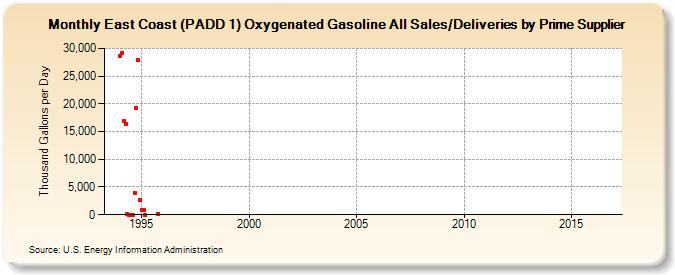 Monthly East Coast (PADD 1) Oxygenated Gasoline All Sales/Deliveries by Prime Supplier
Thousand Gallons per Day
30,000
25,000
20,000
15,000
10,000
5,000
0
1995 2000 2005 2010 2015
Source: U.S. Energy Information Administration